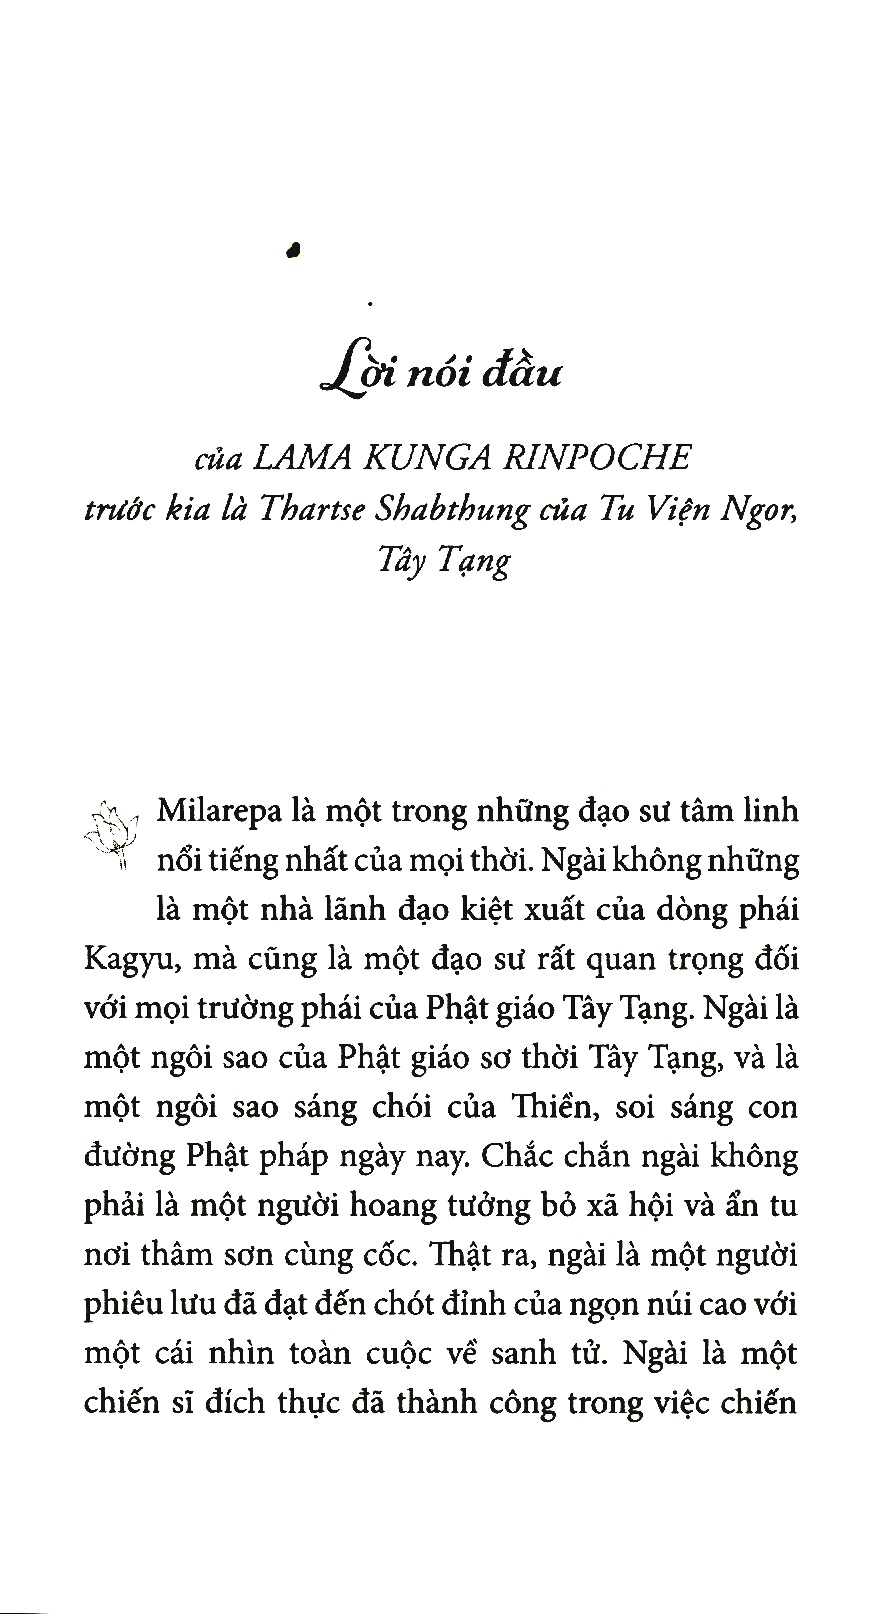 Lời nói đầu
của LAMA KUNGA RINPOCHE
trước kia là Thartse Shabthung của Tu Viện Ngor,
Tây Tạng
Milarepa là một trong những đạo sư tâm linh
nổi tiếng nhất của mọi thời. Ngài không những
là một nhà lãnh đạo kiệt xuất của dòng phái
Kagyu, mà cũng là một đạo sư rất quan trọng đối
với mọi trường phái của Phật giáo Tây Tạng. Ngài là
một ngôi sao của Phật giáo sơ thời Tây Tạng, và là
một ngôi sao sáng chói của Thiền, soi sáng con
đường Phật pháp ngày nay. Chắc chắn ngài không
phải là một người hoang tưởng bỏ xã hội và ẩn tu
nơi thâm sơn cùng cốc. Thật ra, ngài là một người
phiêu lưu đã đạt đến chót đỉnh của ngọn núi cao với
một cái nhìn toàn cuộc về sanh tử. Ngài là một
chiến sĩ đích thực đã thành công trong việc chiến